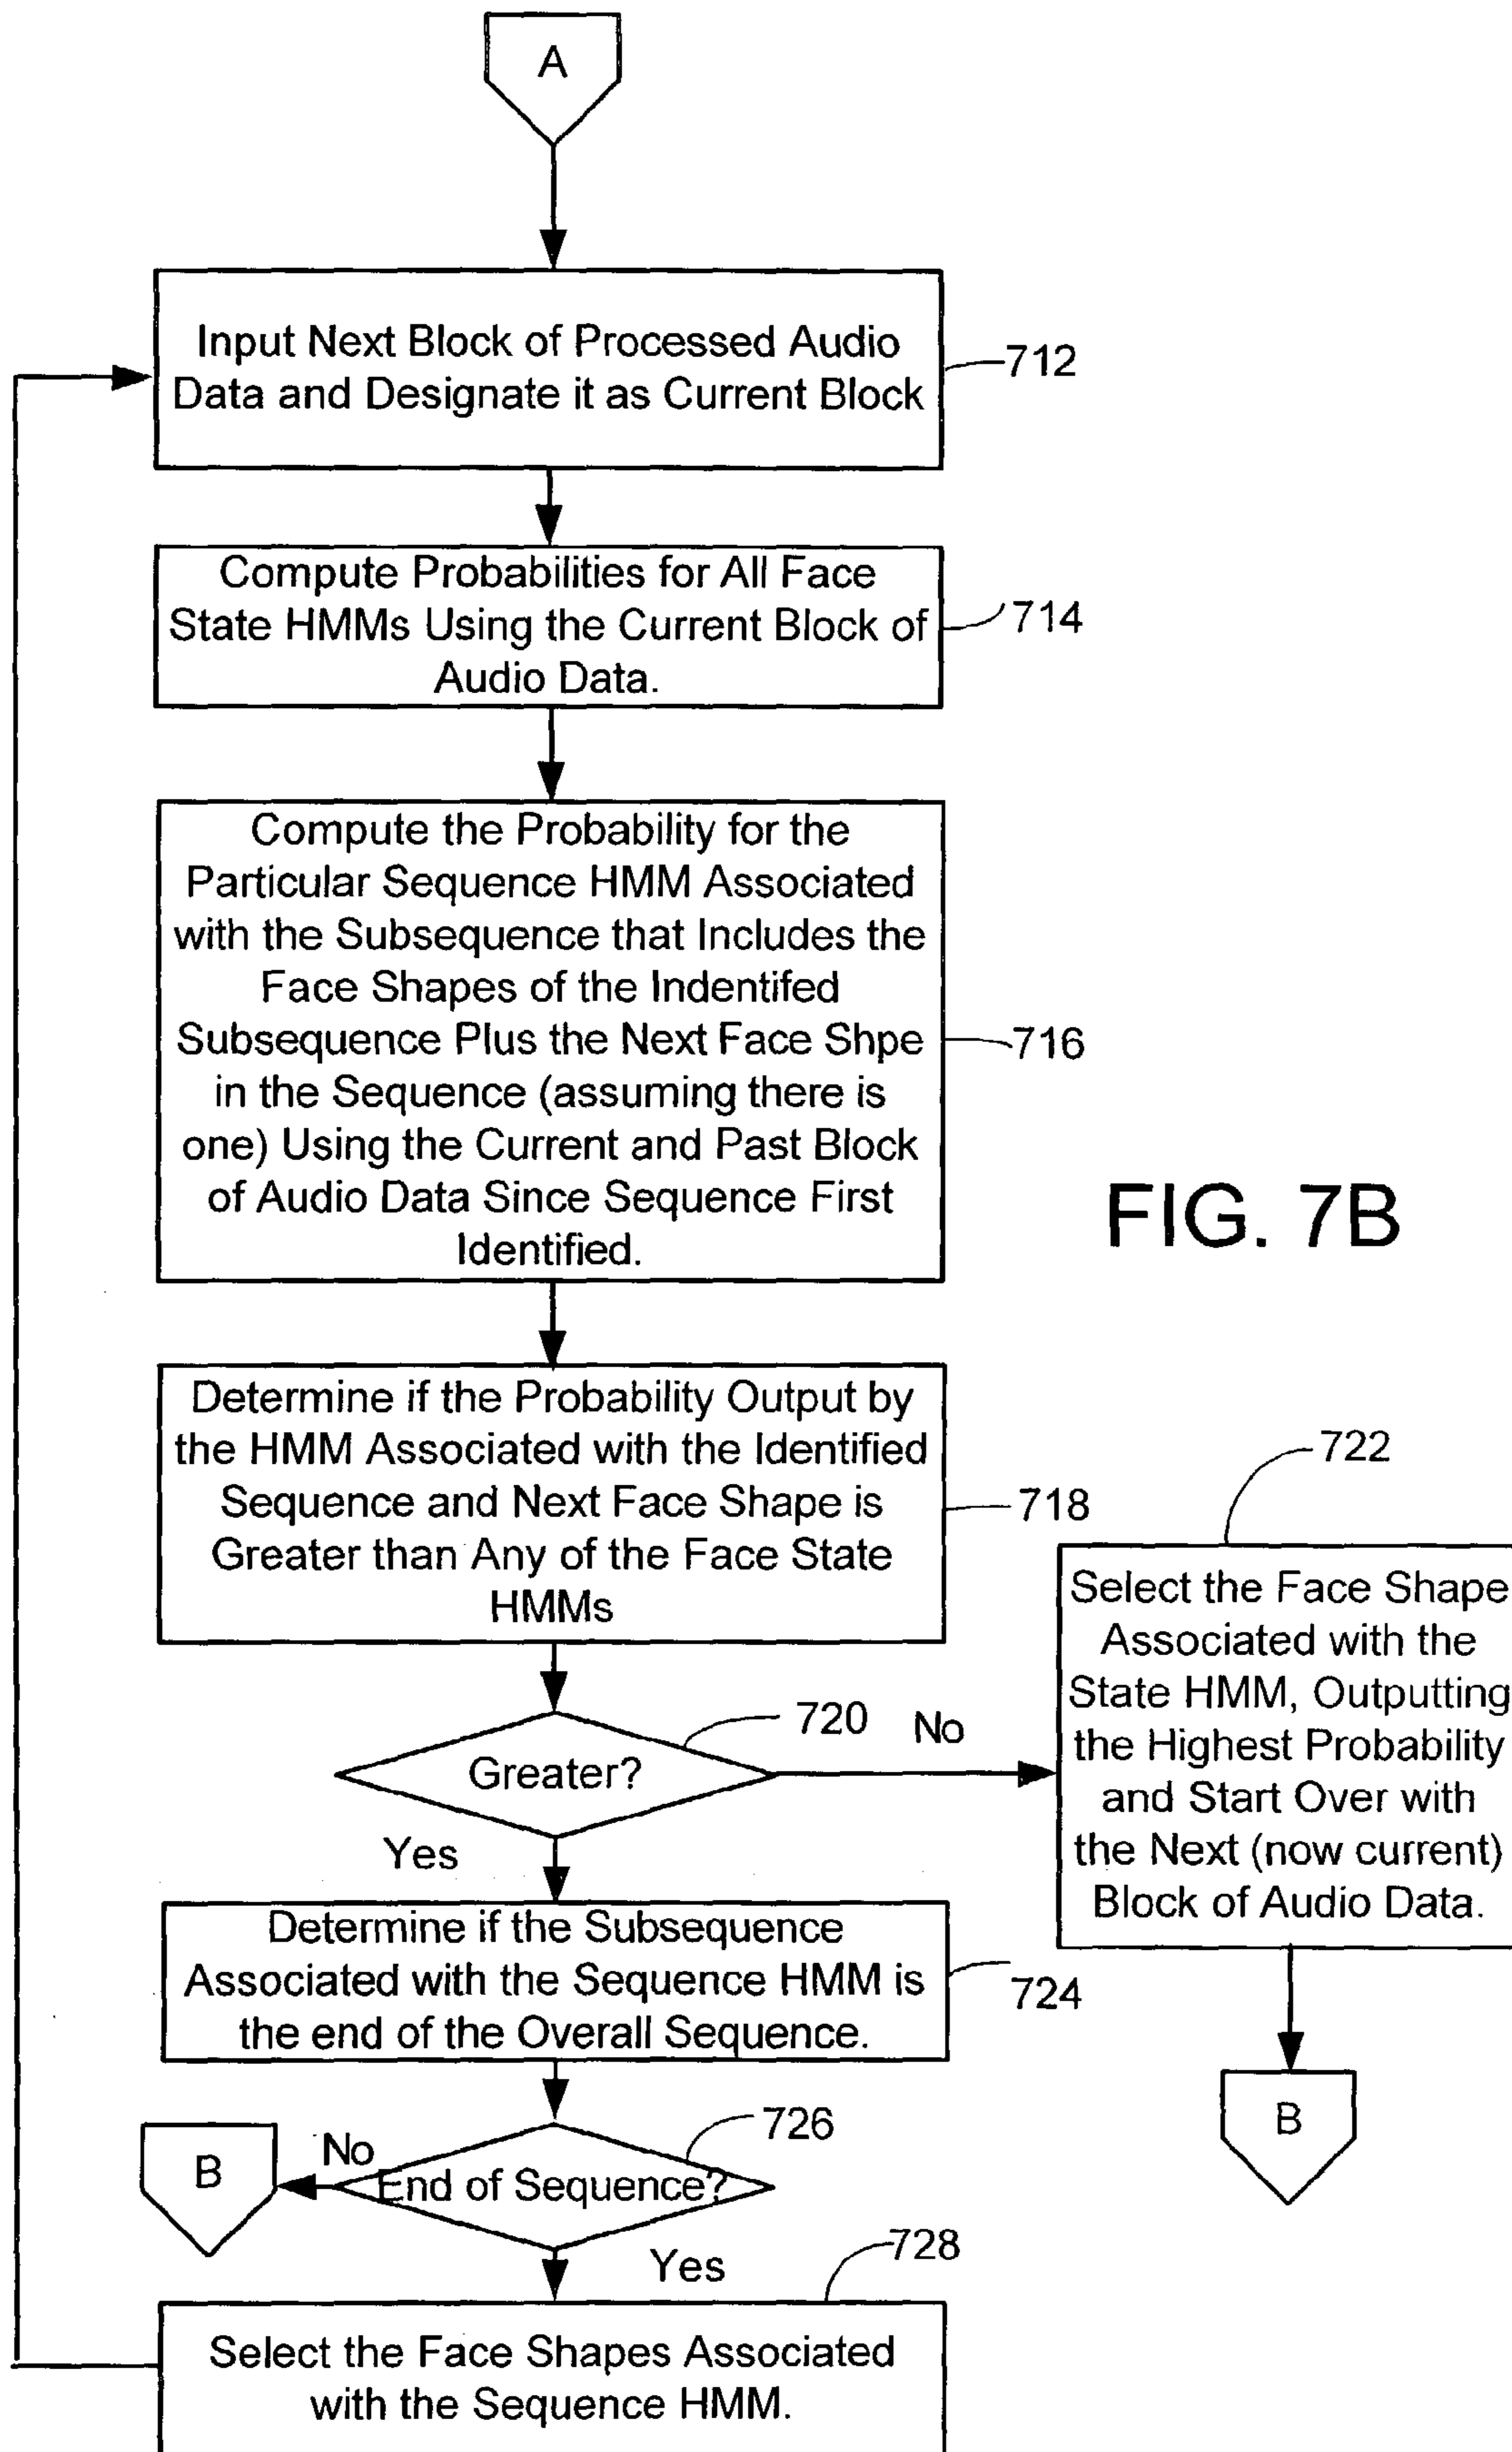 A
Input Next Block of Processed Audio
Data and Designate it as Current Block
712
Compute Probabilities for All Face
State HMMs Using the Current Block of
Audio Data.
714
Compute the Probability for the
Particular Sequence HMM Associated
with the Subsequence that Includes the
Face Shapes of the Indentifed
Subsequence Plus the Next Face Shpe
in the Sequence (assuming there is
one) Using the Current and Past Block
of Audio Data Since Sequence First
Identified.
716
FIG. 7B
Determine if the Probability Output by
the HMM Associated with the Identified
Sequence and Next Face Shape is
Greater than Any of the Face State
HMMs
718
722
Select the Face Shape
Associated with the
State HMM, Outputting
the Highest Probability
and Start Over with
the Next (now current)
Block of Audio Data.
720
No
Greater?
Yes
Determine if the Subsequence
Associated with the Sequence HMM is
the end of the Overall Sequence.
724
B
726
No
B
End of Sequence?
Yes
728
Select the Face Shapes Associated
with the Sequence HMM.